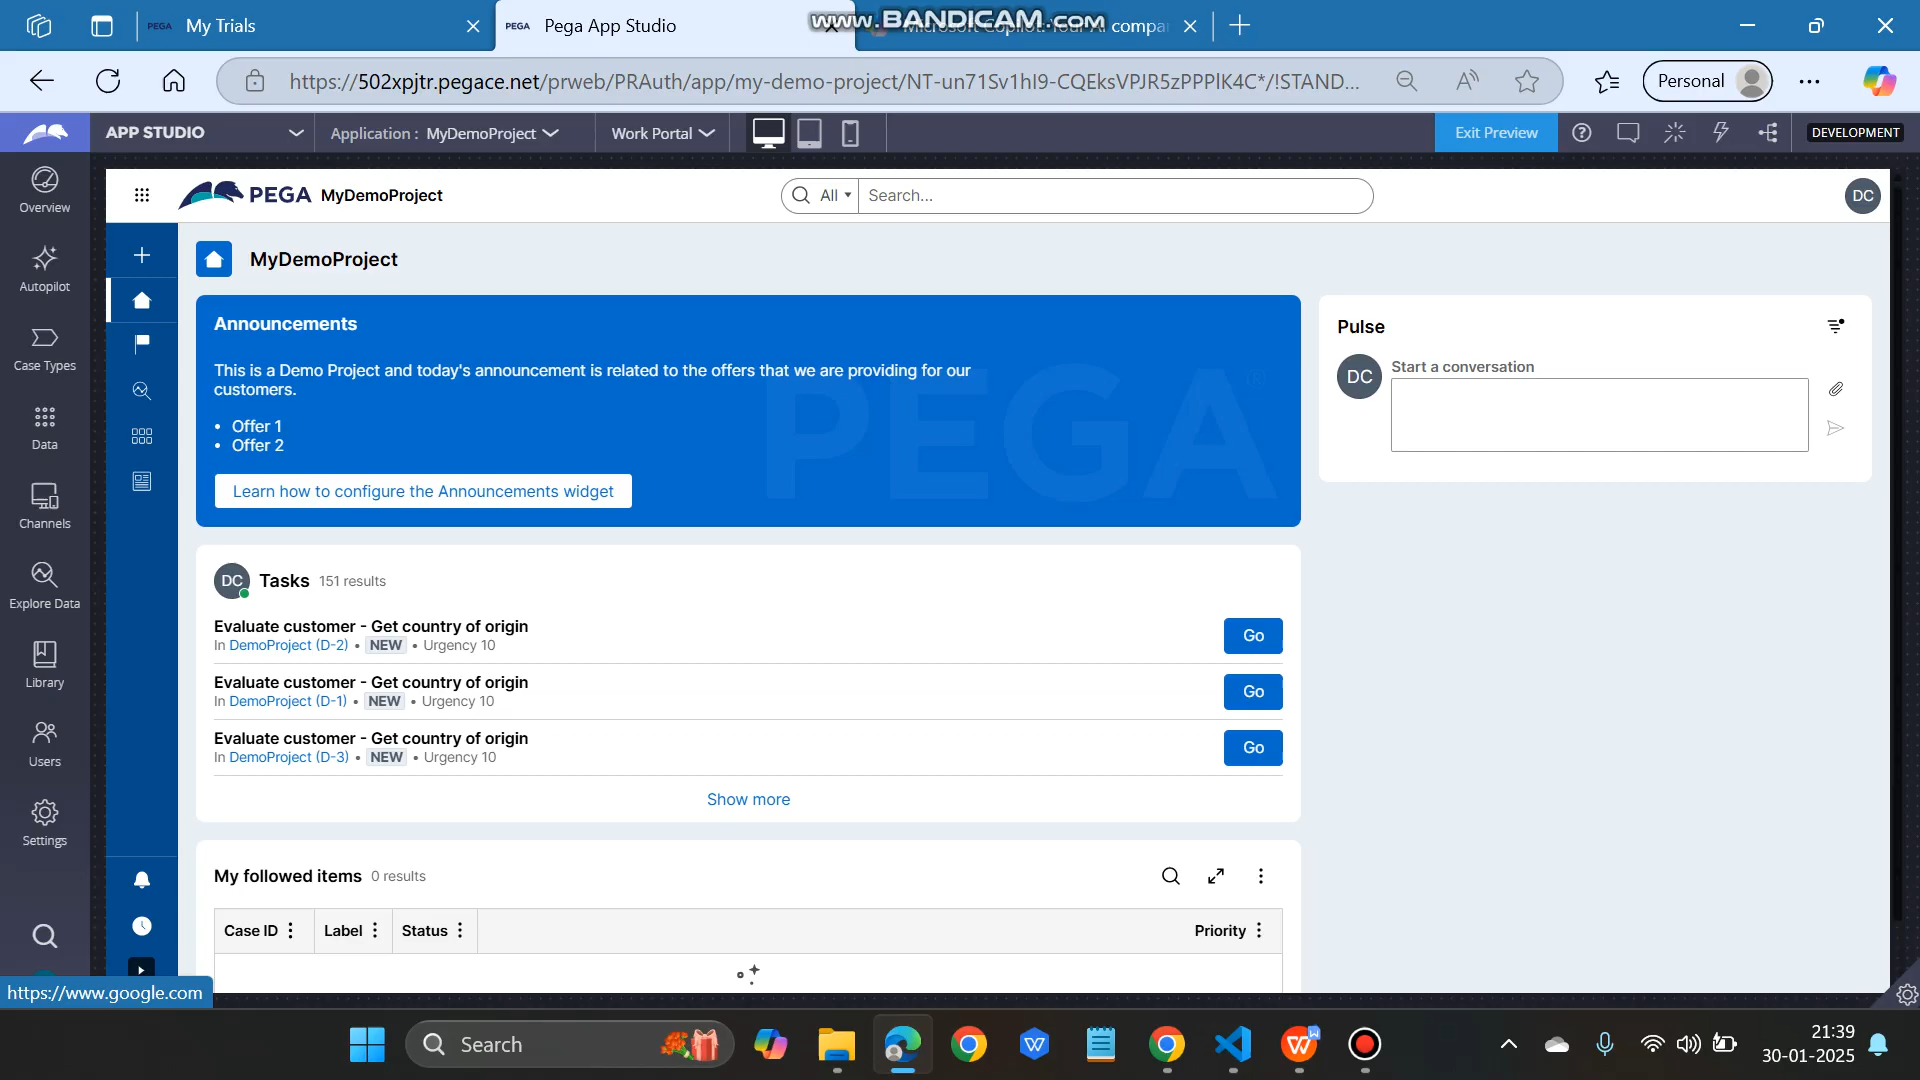 PEGA My Trials
PEGA Pega App Studio
www.BANDICAM.com
Microsoft Copilot: Your AI compa
https://502xpjtr.pegace.net/prweb/PRAuth/app/my-demo-project/NT-un71Sv1hI9-CQEksVPJR5zPPPlK4C*/!STAND...
Personal
APP STUDIO
Application : MyDemoProject
Work Portal
Exit Preview
DEVELOPMENT
Overview
Autopilot
Case Types
Data
Channels
Explore Data
Library
Users
Settings
PEGA MyDemoProject
All
Search...
DC
MyDemoProject
Announcements
This is a Demo Project and today's announcement is related to the offers that we are providing for our
customers.
• Offer 1
• Offer 2
Learn how to configure the Announcements widget
PEGA
Pulse
DC
Start a conversation
DC Tasks 151 results
Evaluate customer - Get country of origin
In DemoProject (D-2) • NEW • Urgency 10
Go
Evaluate customer - Get country of origin
In DemoProject (D-1) • NEW • Urgency 10
Go
Evaluate customer - Get country of origin
In DemoProject (D-3) • NEW • Urgency 10
Go
Show more
My followed items 0 results
Case ID
Label
Status
Priority
https://www.google.com
Search
21:39
30-01-2025